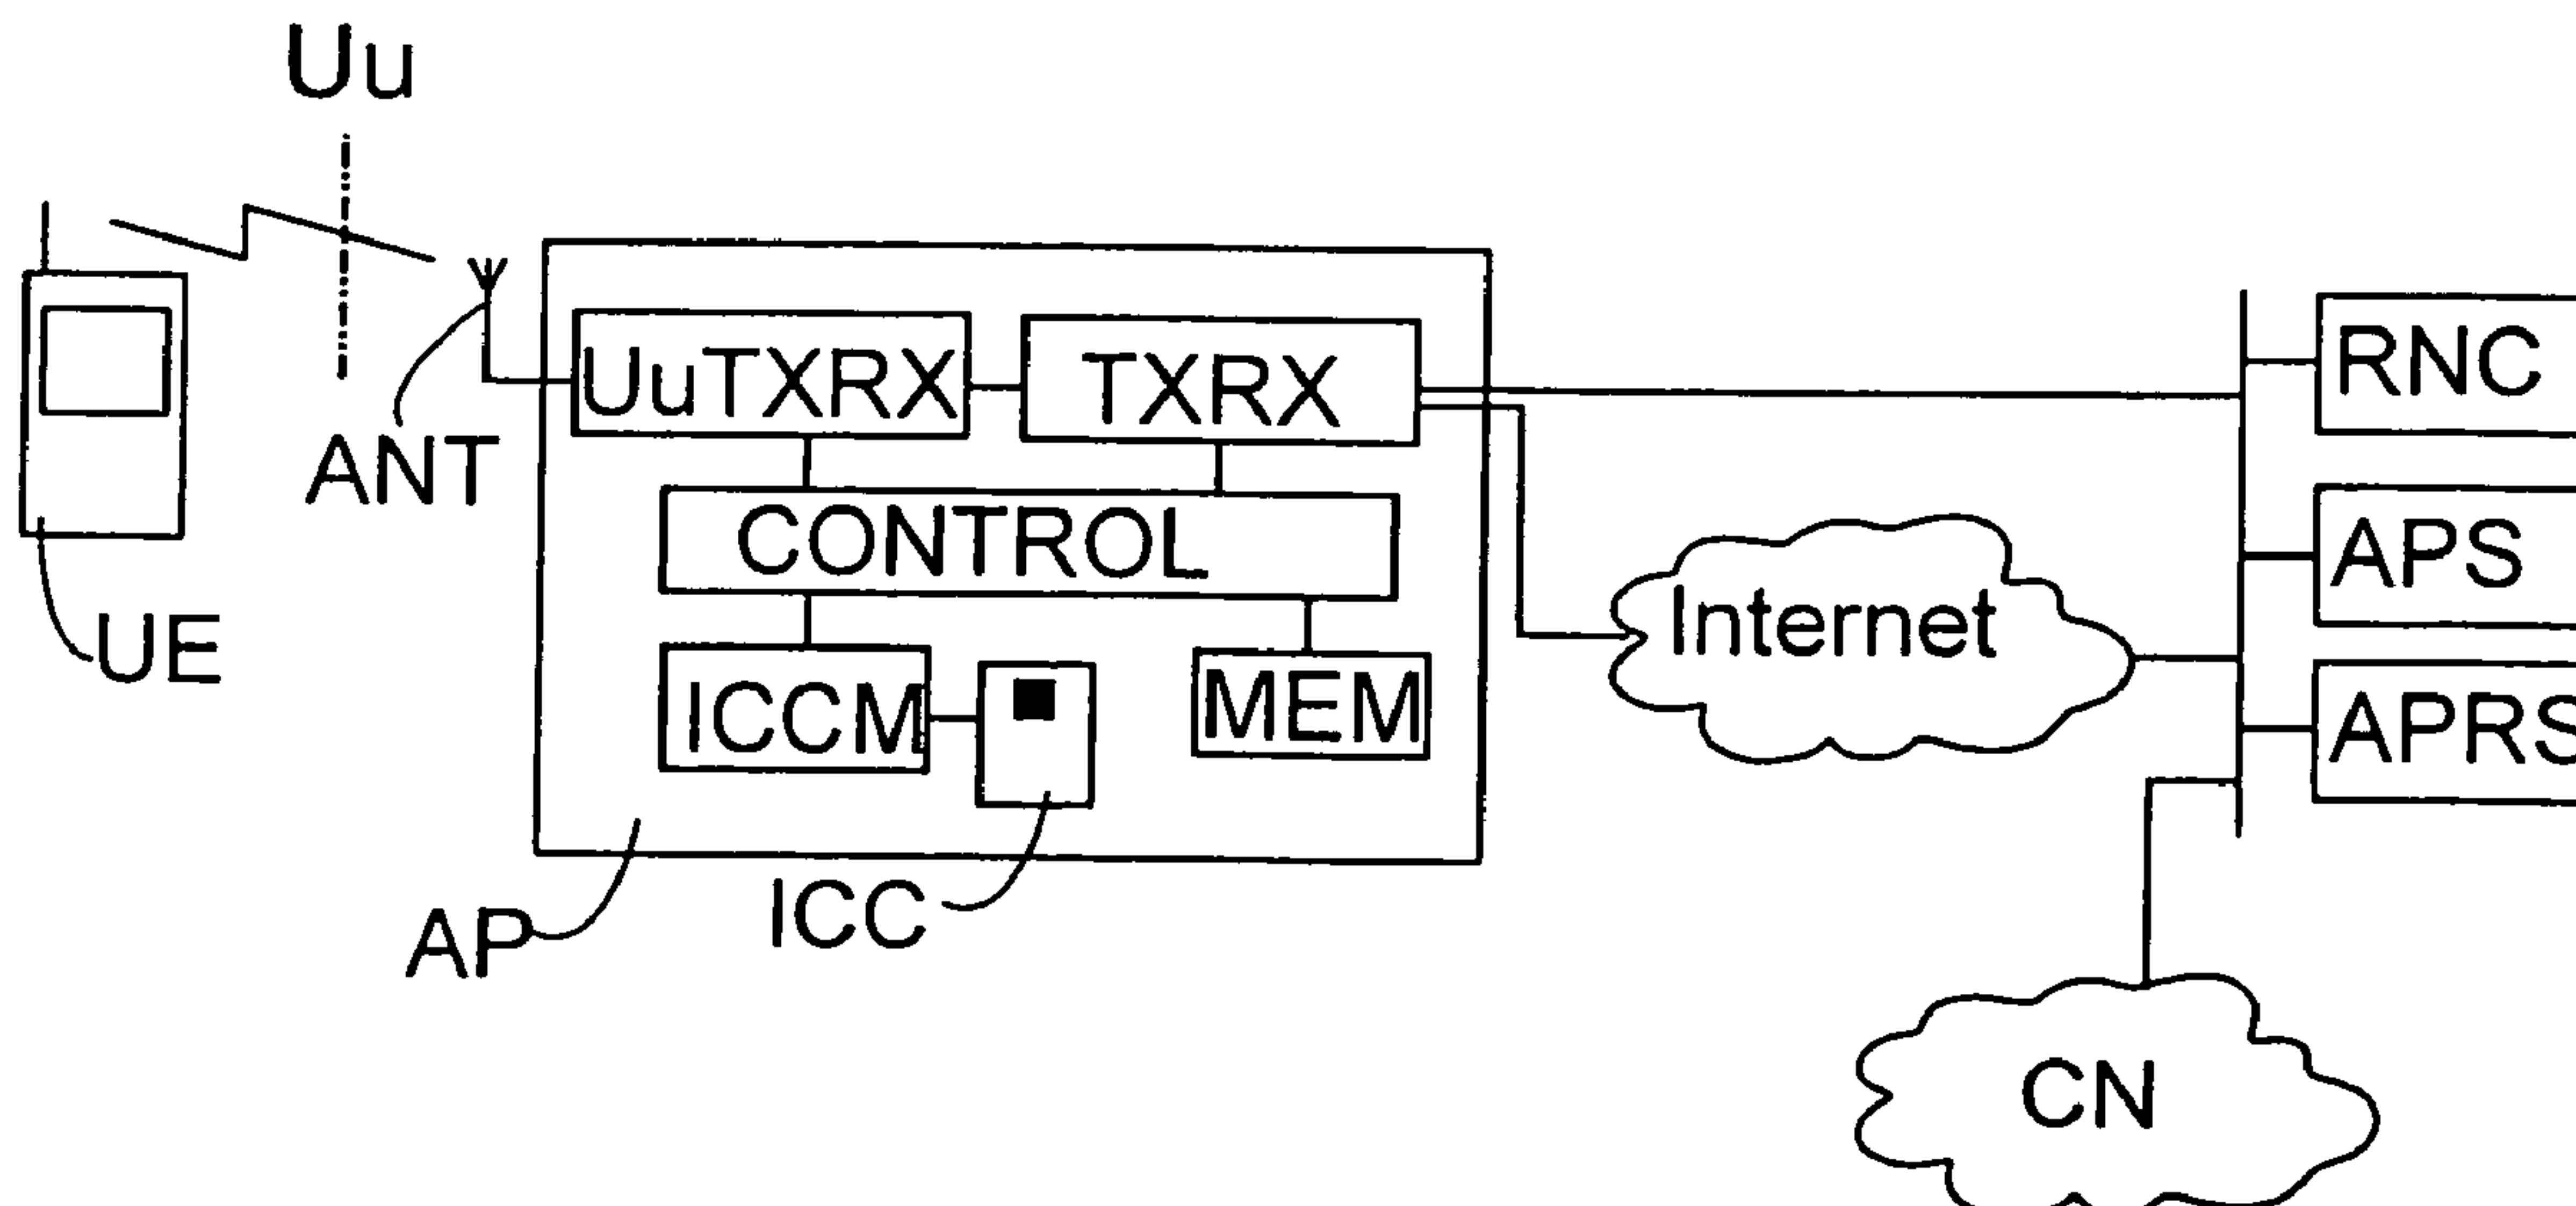 Uu
UuTXRX
TXRX
RNC
ANT
CONTROL
APS
Internet
UE
ICCM
MEM
APRS
ICC
AP
CN